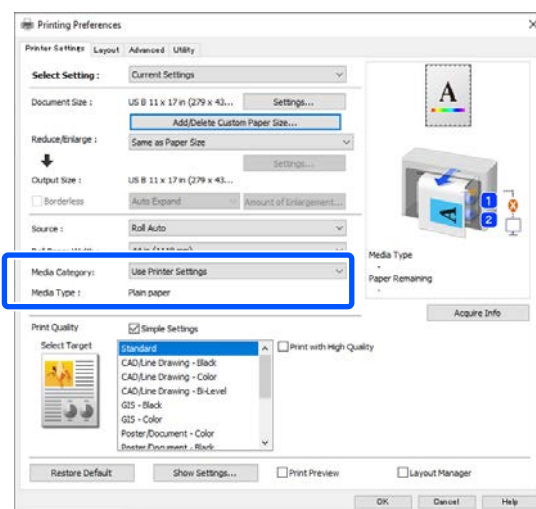 Printing Preferences
Printer Settings Layout Advanced Utility
Select Setting : Current Settings
Document Size : US B 11 x 17 in (279 x 43... Settings...
Add/Delete Custom Paper Size...
Reduce/Enlarge : Same as Paper Size
Settings...
Output Size : US B 11 x 17 in (279 x 43...
Borderless Auto Expand Amount of Enlargement...
Source : Roll Auto
Media Category: Use Printer Settings
Media Type : Plain paper
A
1
2
Media Type
-
Paper Remaining
-
Acquire Info
Print Quality Simple Settings
Select Target Standard Print with High Quality
CAD/Line Drawing - Black
CAD/Line Drawing - Color
CAD/Line Drawing - Bi-Level
GIS - Black
GIS - Color
Poster/Document - Color
Poster/Document - Black
Restore Default Show Settings... Print Preview Layout Manager
OK Cancel Help